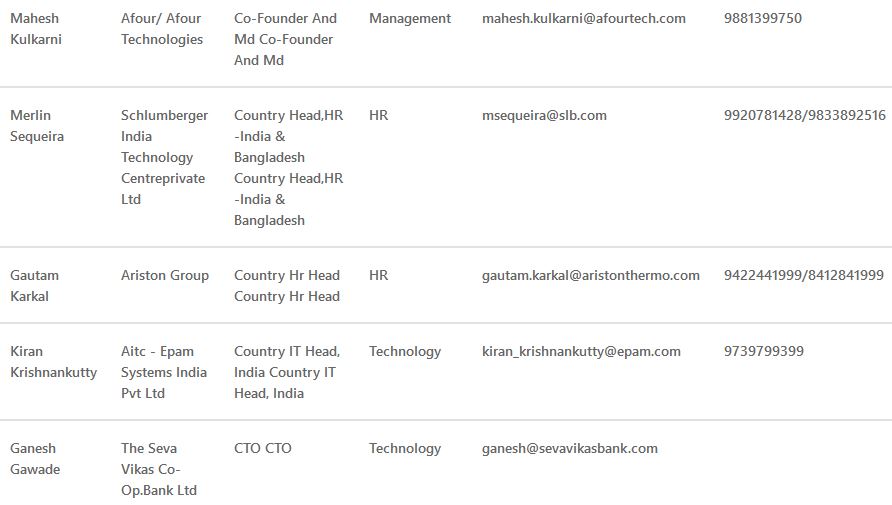 Mahesh Afour/ Afour Co-Founder And Management mahesh.kulkarni@afourtech.com 9881399750
Kulkarni Technologies Md Co-Founder
And Md
Merlin Schlumberger Country Head,HR HR msequeira@slb.com 9920781428/9833892516
Sequeira India -India &
Technology Bangladesh
Centreprivate Country Head,HR
Ltd -India &
Bangladesh
Gautam Ariston Group Country Hr Head HR gautam.karkal@aristonthermo.com 9422441999/8412841999
Karkal Country Hr Head
Kiran Aitc - Epam Country IT Head, Technology kiran_krishnankutty@epam.com 9739799399
Krishnankutty Systems India India Country IT
Pvt Ltd Head, India
Ganesh The Seva CTO CTO Technology ganesh@sevavikasbank.com
Gawade Vikas Co-
Op.Bank Ltd